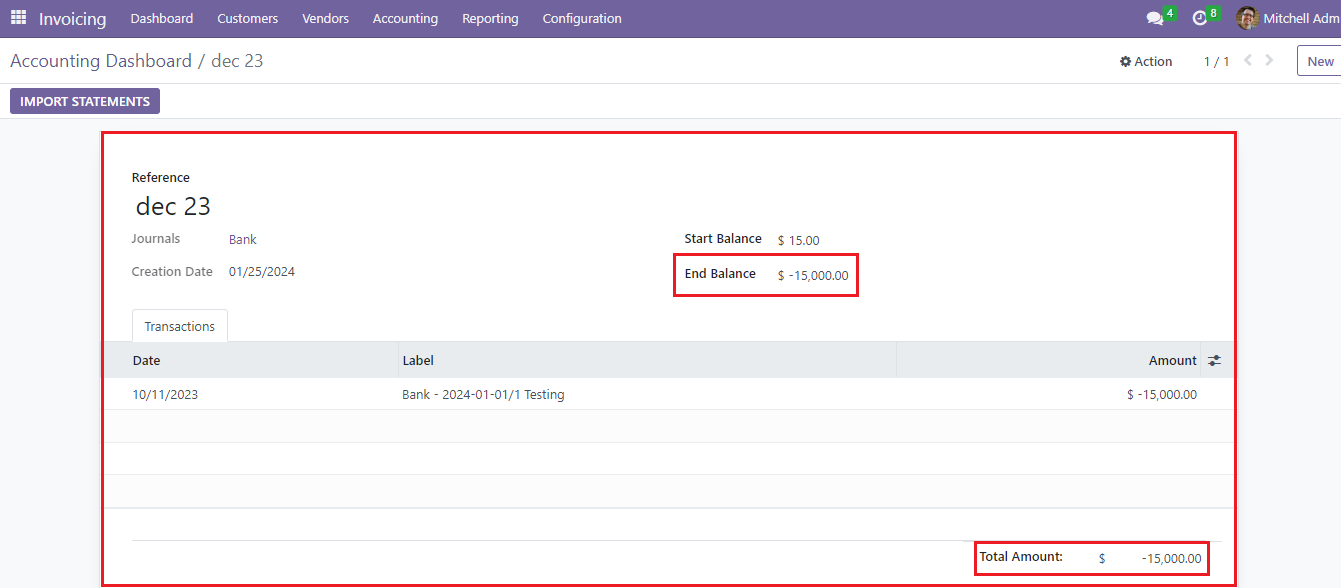 Invoicing Dashboard Customers Vendors Accounting Reporting Configuration 4 8 Mitchell Adm
Accounting Dashboard / dec 23 Action 1 / 1 New
IMPORT STATEMENTS
Reference
dec 23
Journals Bank Start Balance $ 15.00
Creation Date 01/25/2024 End Balance $ -15,000.00
Transactions
Date Label Amount
10/11/2023 Bank - 2024-01-01/1 Testing $ -15,000.00
Total Amount: $ -15,000.00